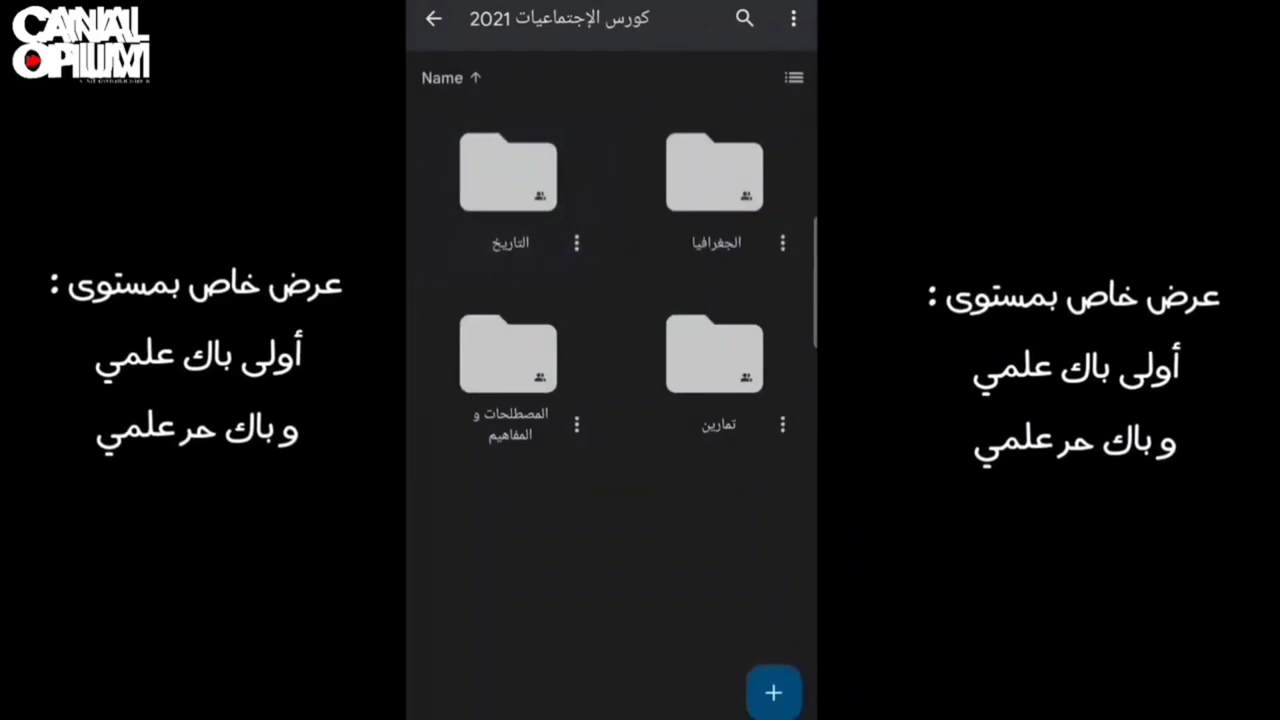 CANAL
OPIUM
كورس الإجتماعيات 2021
Name
التاريخ
الجغرافيا
المصطلحات و
المفاهيم
تمارين
عرض خاص بمستوى :
أولى باك علمي
و باك حر علمي
عرض خاص بمستوى :
أولى باك علمي
و باك حر علمي